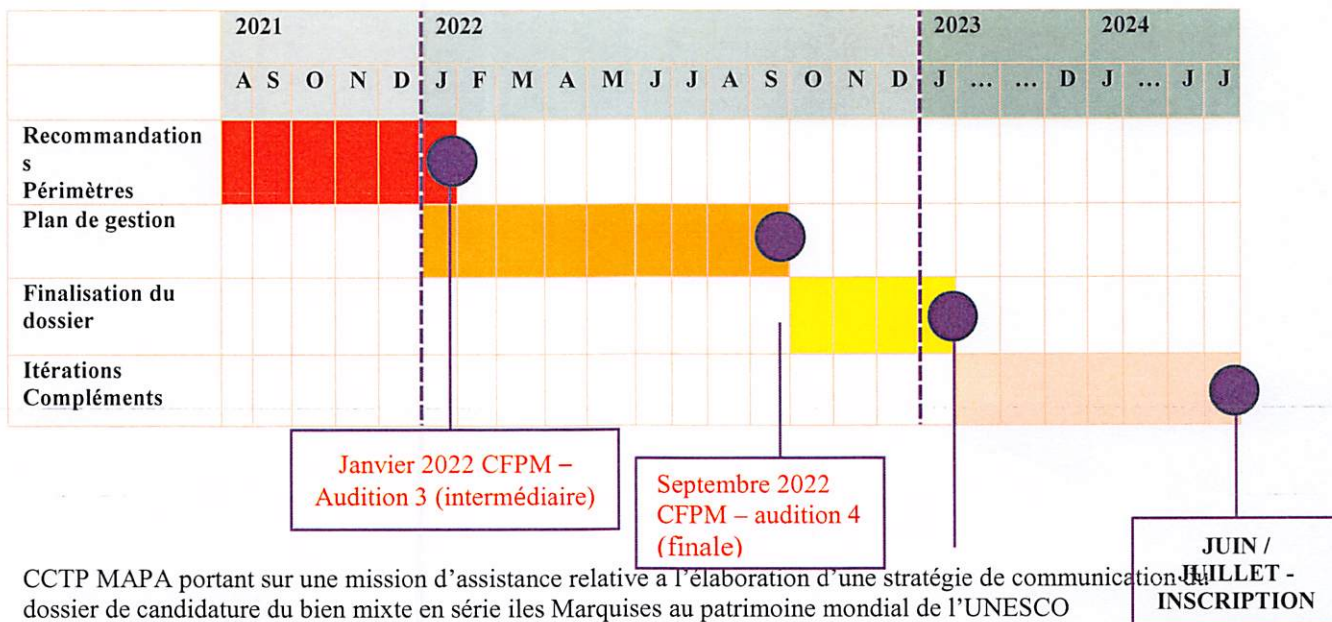 2021 2022 2023 2024
A S O N D J F M A M J J A S O N D J ... ... D J ... J J
Recommandation
s
Périmètres
Plan de gestion
Finalisation du
dossier
Itérations
Compléments
Janvier 2022 CFPM –
Audition 3 (intermédiaire)
Septembre 2022
CFPM – audition 4
(finale)
JUIN /
JUILLET -
INSCRIPTION
CCTP MAPA portant sur une mission d'assistance relative a l'élaboration d'une stratégie de communication du
dossier de candidature du bien mixte en série iles Marquises au patrimoine mondial de l'UNESCO